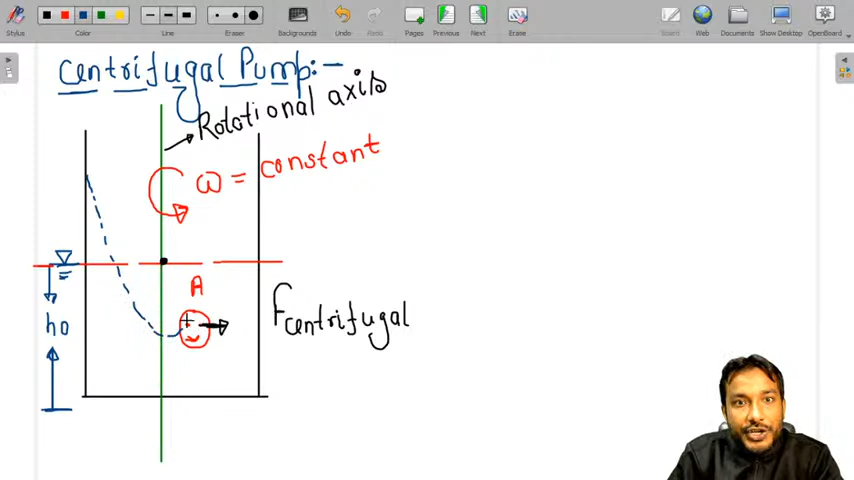 Stylus
Color
Eraser
Backgrounds
Undo
Redo
Pages
Previous
Next
Erase
Board
Web
Documents
Show Desktop
OpenBoard
Centrifugal Pump:-
Rotational axis
ω = constant
A
ho
Fcentrifugal